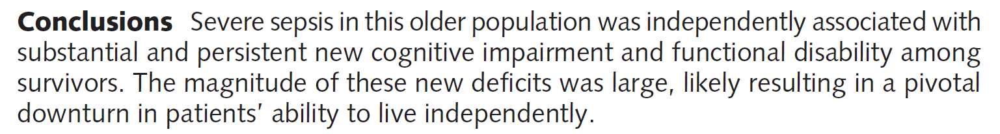 Conclusions Severe sepsis in this older population was independently associated with
substantial and persistent new cognitive impairment and functional disability among
survivors. The magnitude of these new deficits was large, likely resulting in a pivotal
downturn in patients’ ability to live independently.